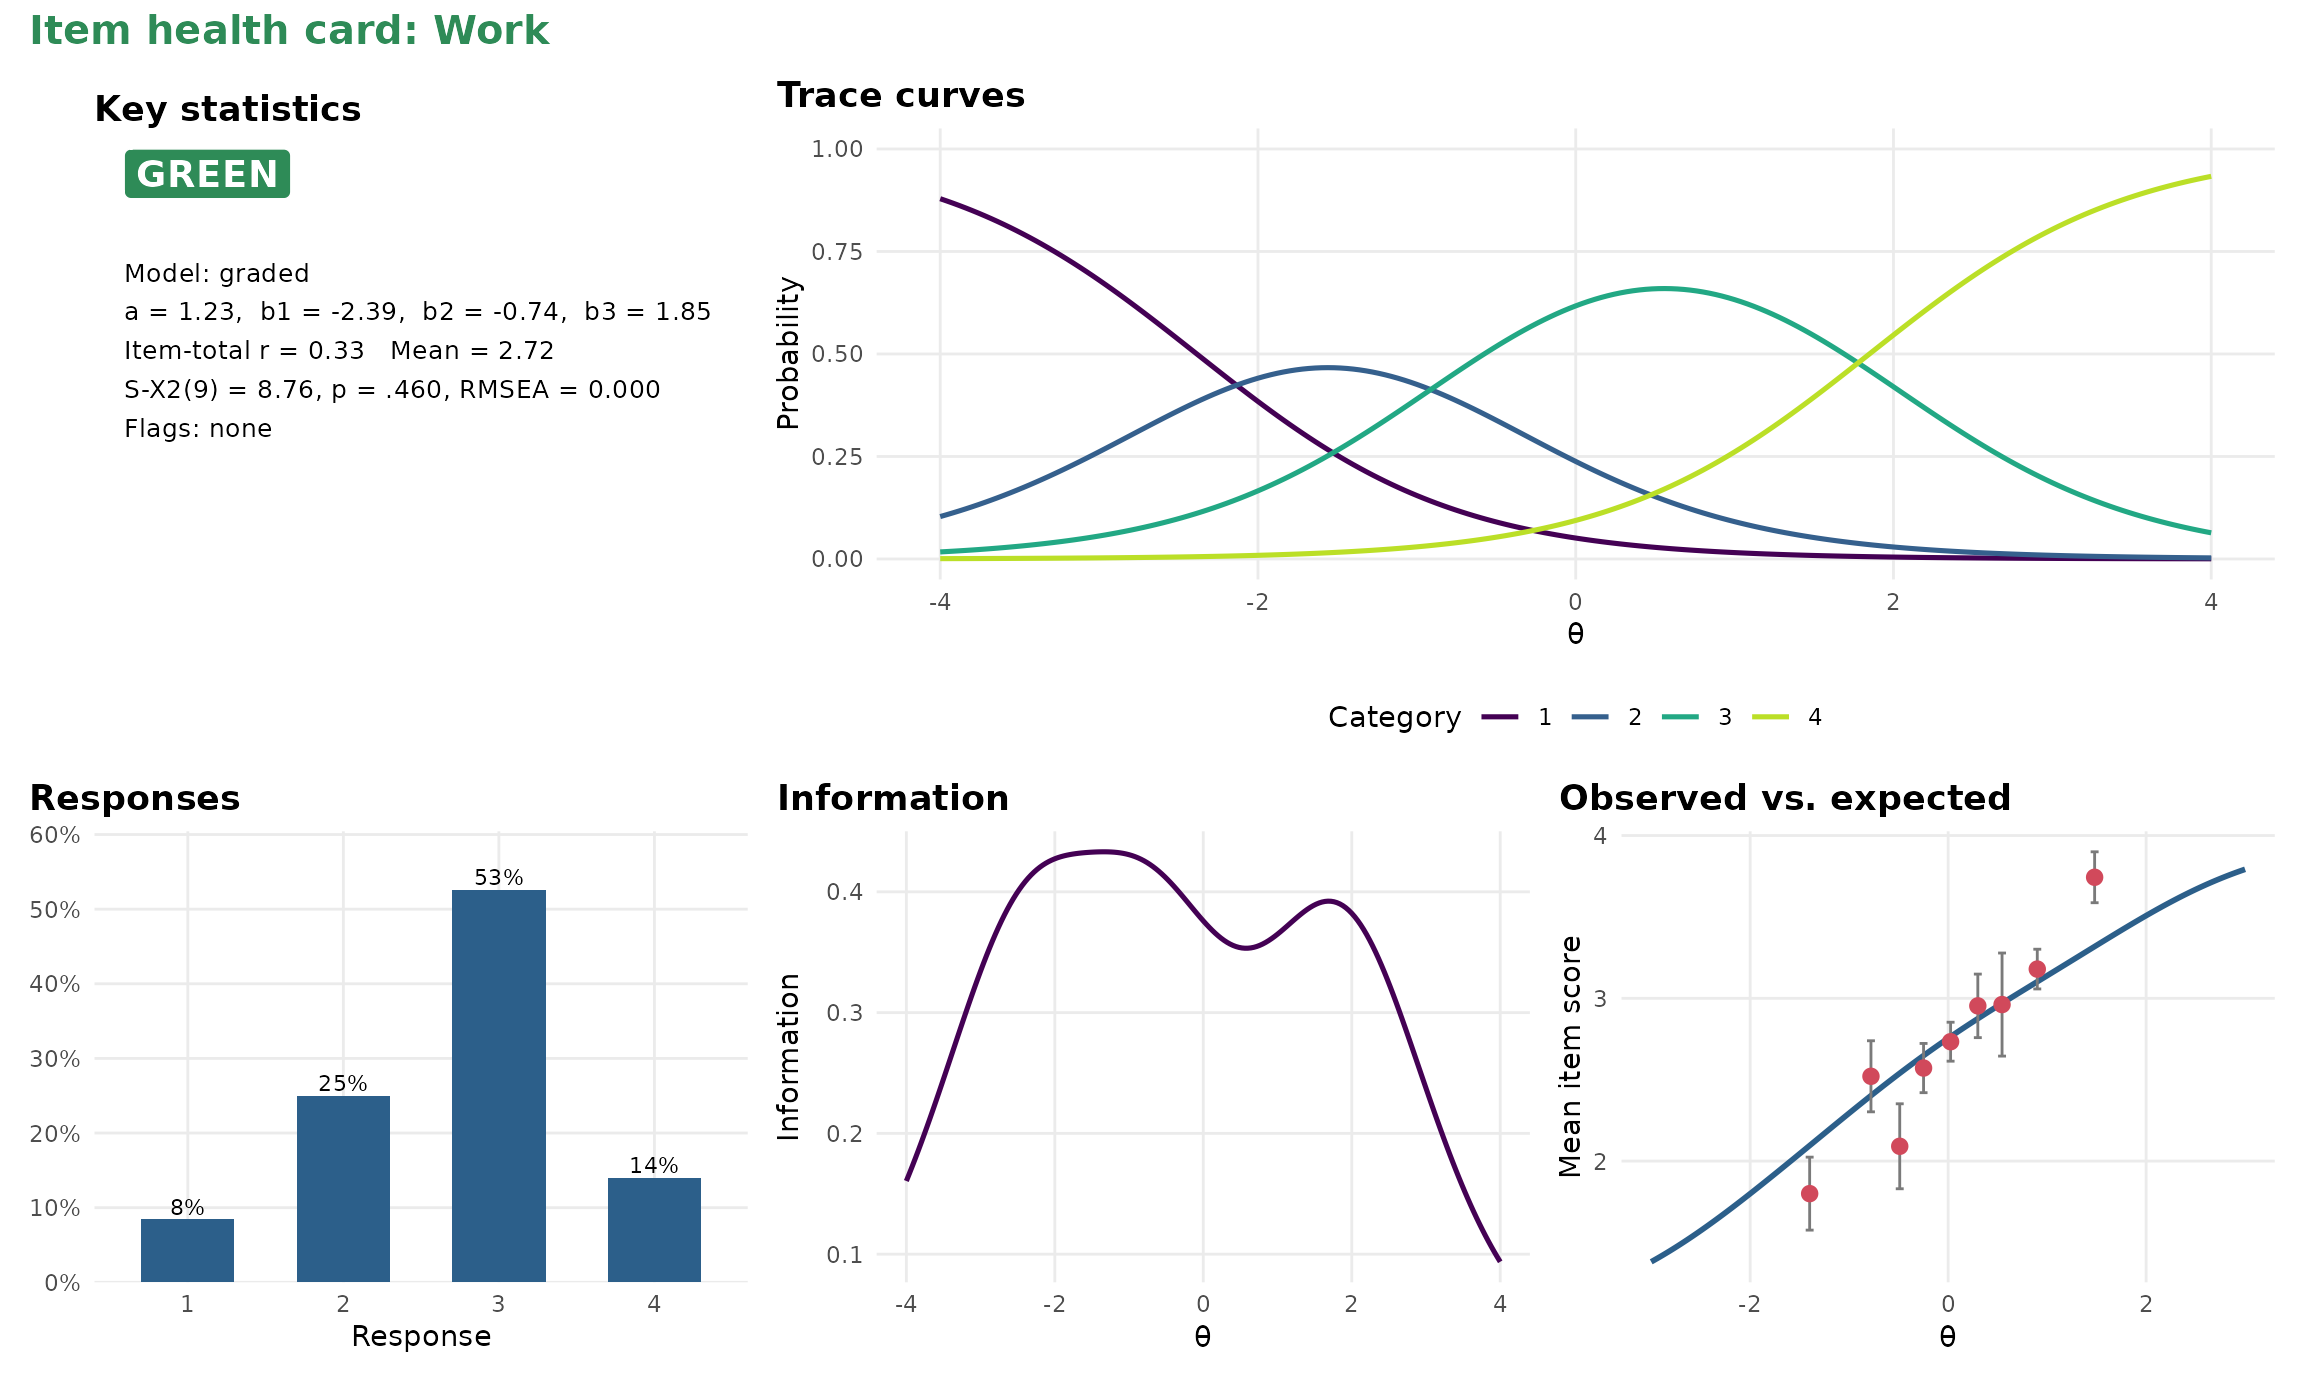 Item health card: Work
Key statistics
GREEN
Model: graded
a = 1.23,  b1 = -2.39,  b2 = -0.74,  b3 = 1.85
Item-total r = 0.33   Mean = 2.72
S-X2(9) = 8.76, p = .460, RMSEA = 0.000
Flags: none
Trace curves
Probability
1.00
0.75
0.50
0.25
0.00
-4 -2 0 2 4
θ
Category 1 2 3 4
Responses
60%
50%
40%
30%
20%
10%
0%
8% 25% 53% 14%
1 2 3 4
Response
Information
Information
0.4
0.3
0.2
0.1
-4 -2 0 2 4
θ
Observed vs. expected
Mean item score
4
3
2
-2 0 2
θ